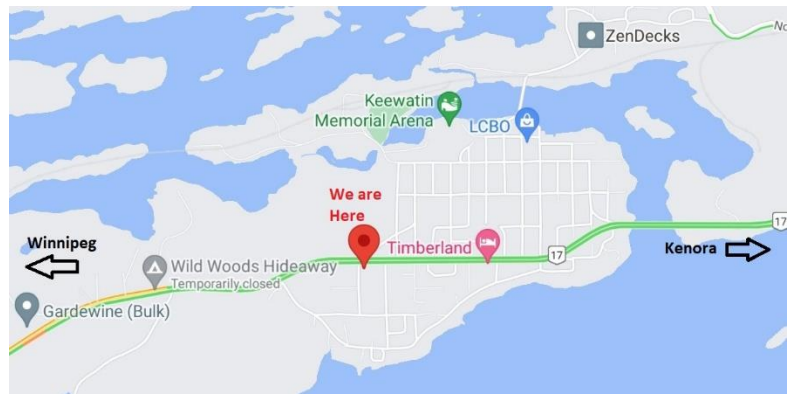 ZenDecks
No
Keewatin
Memorial Arena
LCBO
We are
Here
17
Winnipeg
Timberland
Kenora
17
Wild Woods Hideaway
Temporarily closed
Gardewine (Bulk)